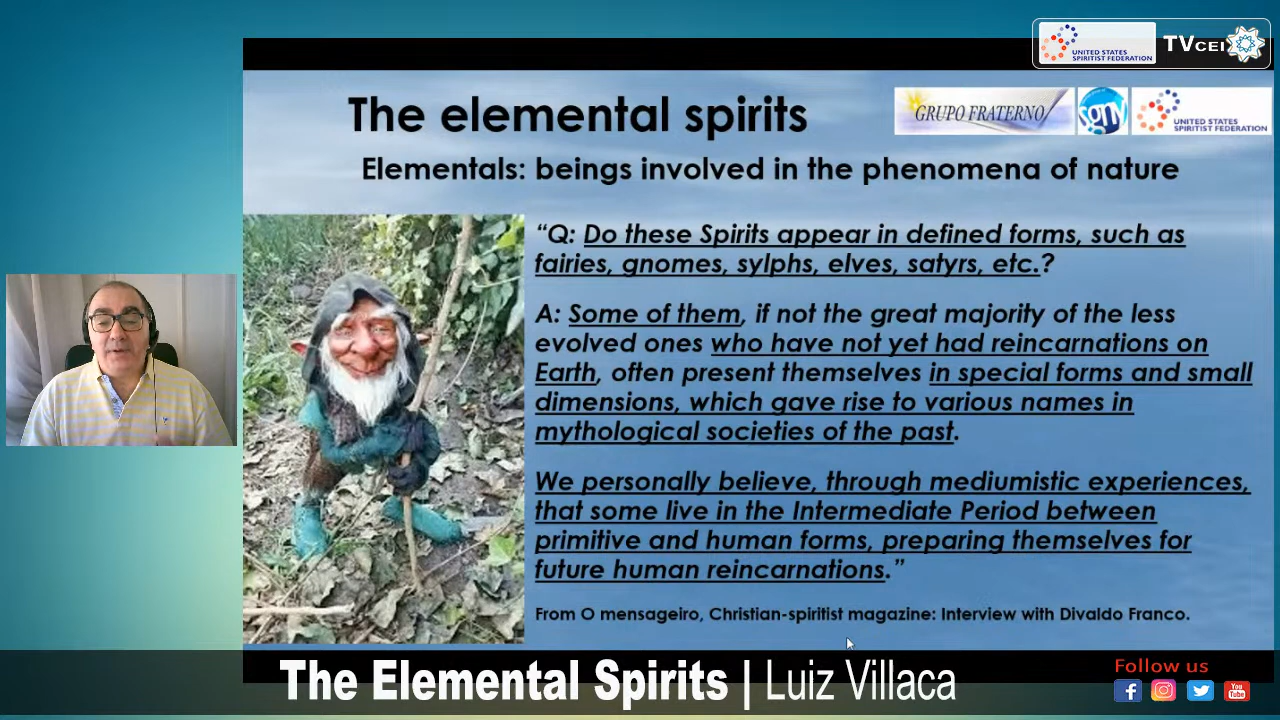 UNITED STATES
SPIRITIST FEDERATION
TVCEI
The elemental spirits
GRUPO FRATERNO
sgny
UNITED STATES
SPIRITIST FEDERATION
Elementals: beings involved in the phenomena of nature
“Q: Do these Spirits appear in defined forms, such as
fairies, gnomes, sylphs, elves, satyrs, etc.?
A: Some of them, if not the great majority of the less
evolved ones who have not yet had reincarnations on
Earth, often present themselves in special forms and small
dimensions, which gave rise to various names in
mythological societies of the past.
We personally believe, through mediumistic experiences,
that some live in the Intermediate Period between
primitive and human forms, preparing themselves for
future human reincarnations.”
From O mensageiro, Christian-spiritist magazine: Interview with Divaldo Franco.
The Elemental Spirits | Luiz Villaca
Follow us
You
Tube